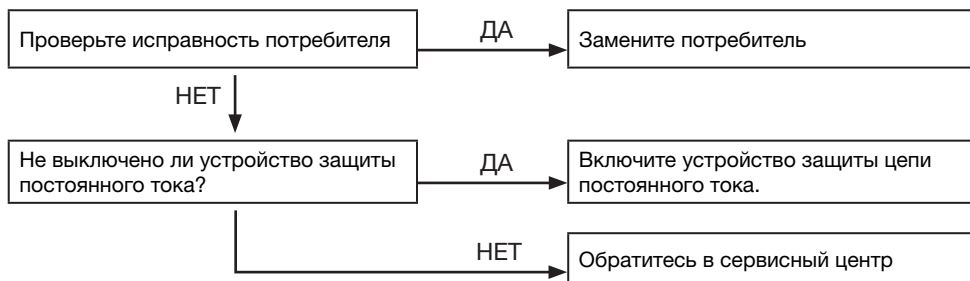 Проверьте исправность потребителя
ДА
Замените потребитель
НЕТ
Не выключено ли устройство защиты
постоянного тока?
ДА
Включите устройство защиты цепи
постоянного тока.
НЕТ
Обратитесь в сервисный центр